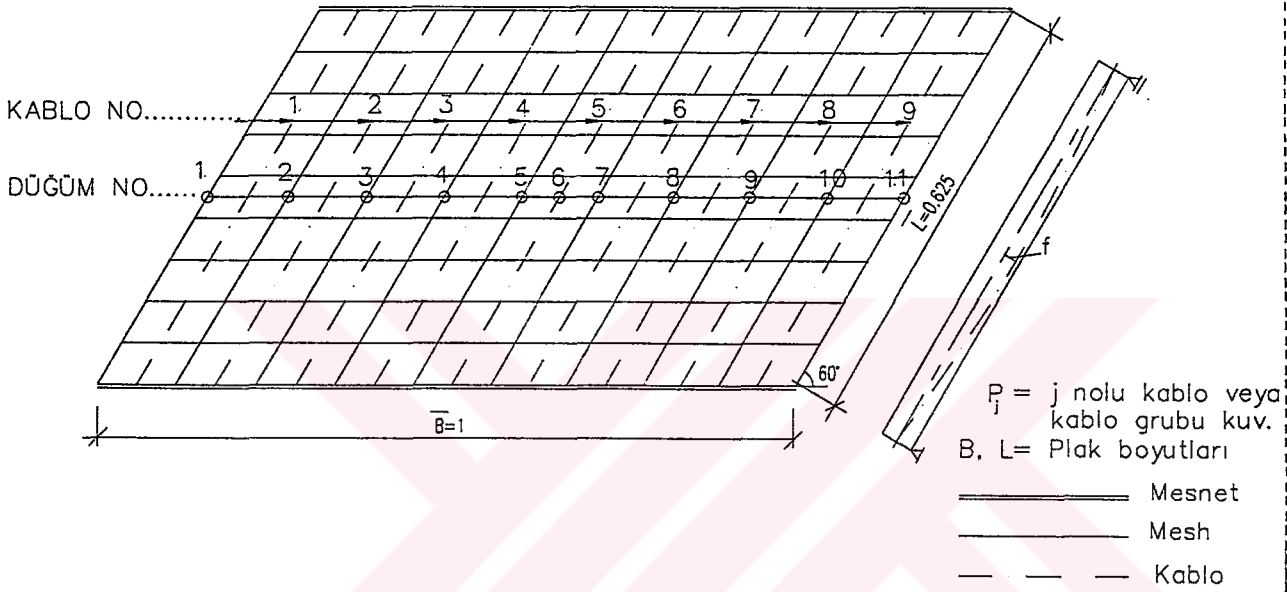 KABLO NO...........
1 2 3 4 5 6 7 8 9
DÜĞÜM NO......
1 2 3 4 5 6 7 8 9 10 11
L=0.625
f
60°
B=1
Pj = j nolu kablo veya
kablo grubu kuv.
B, L= Plak boyutları
Mesnet
Mesh
Kablo